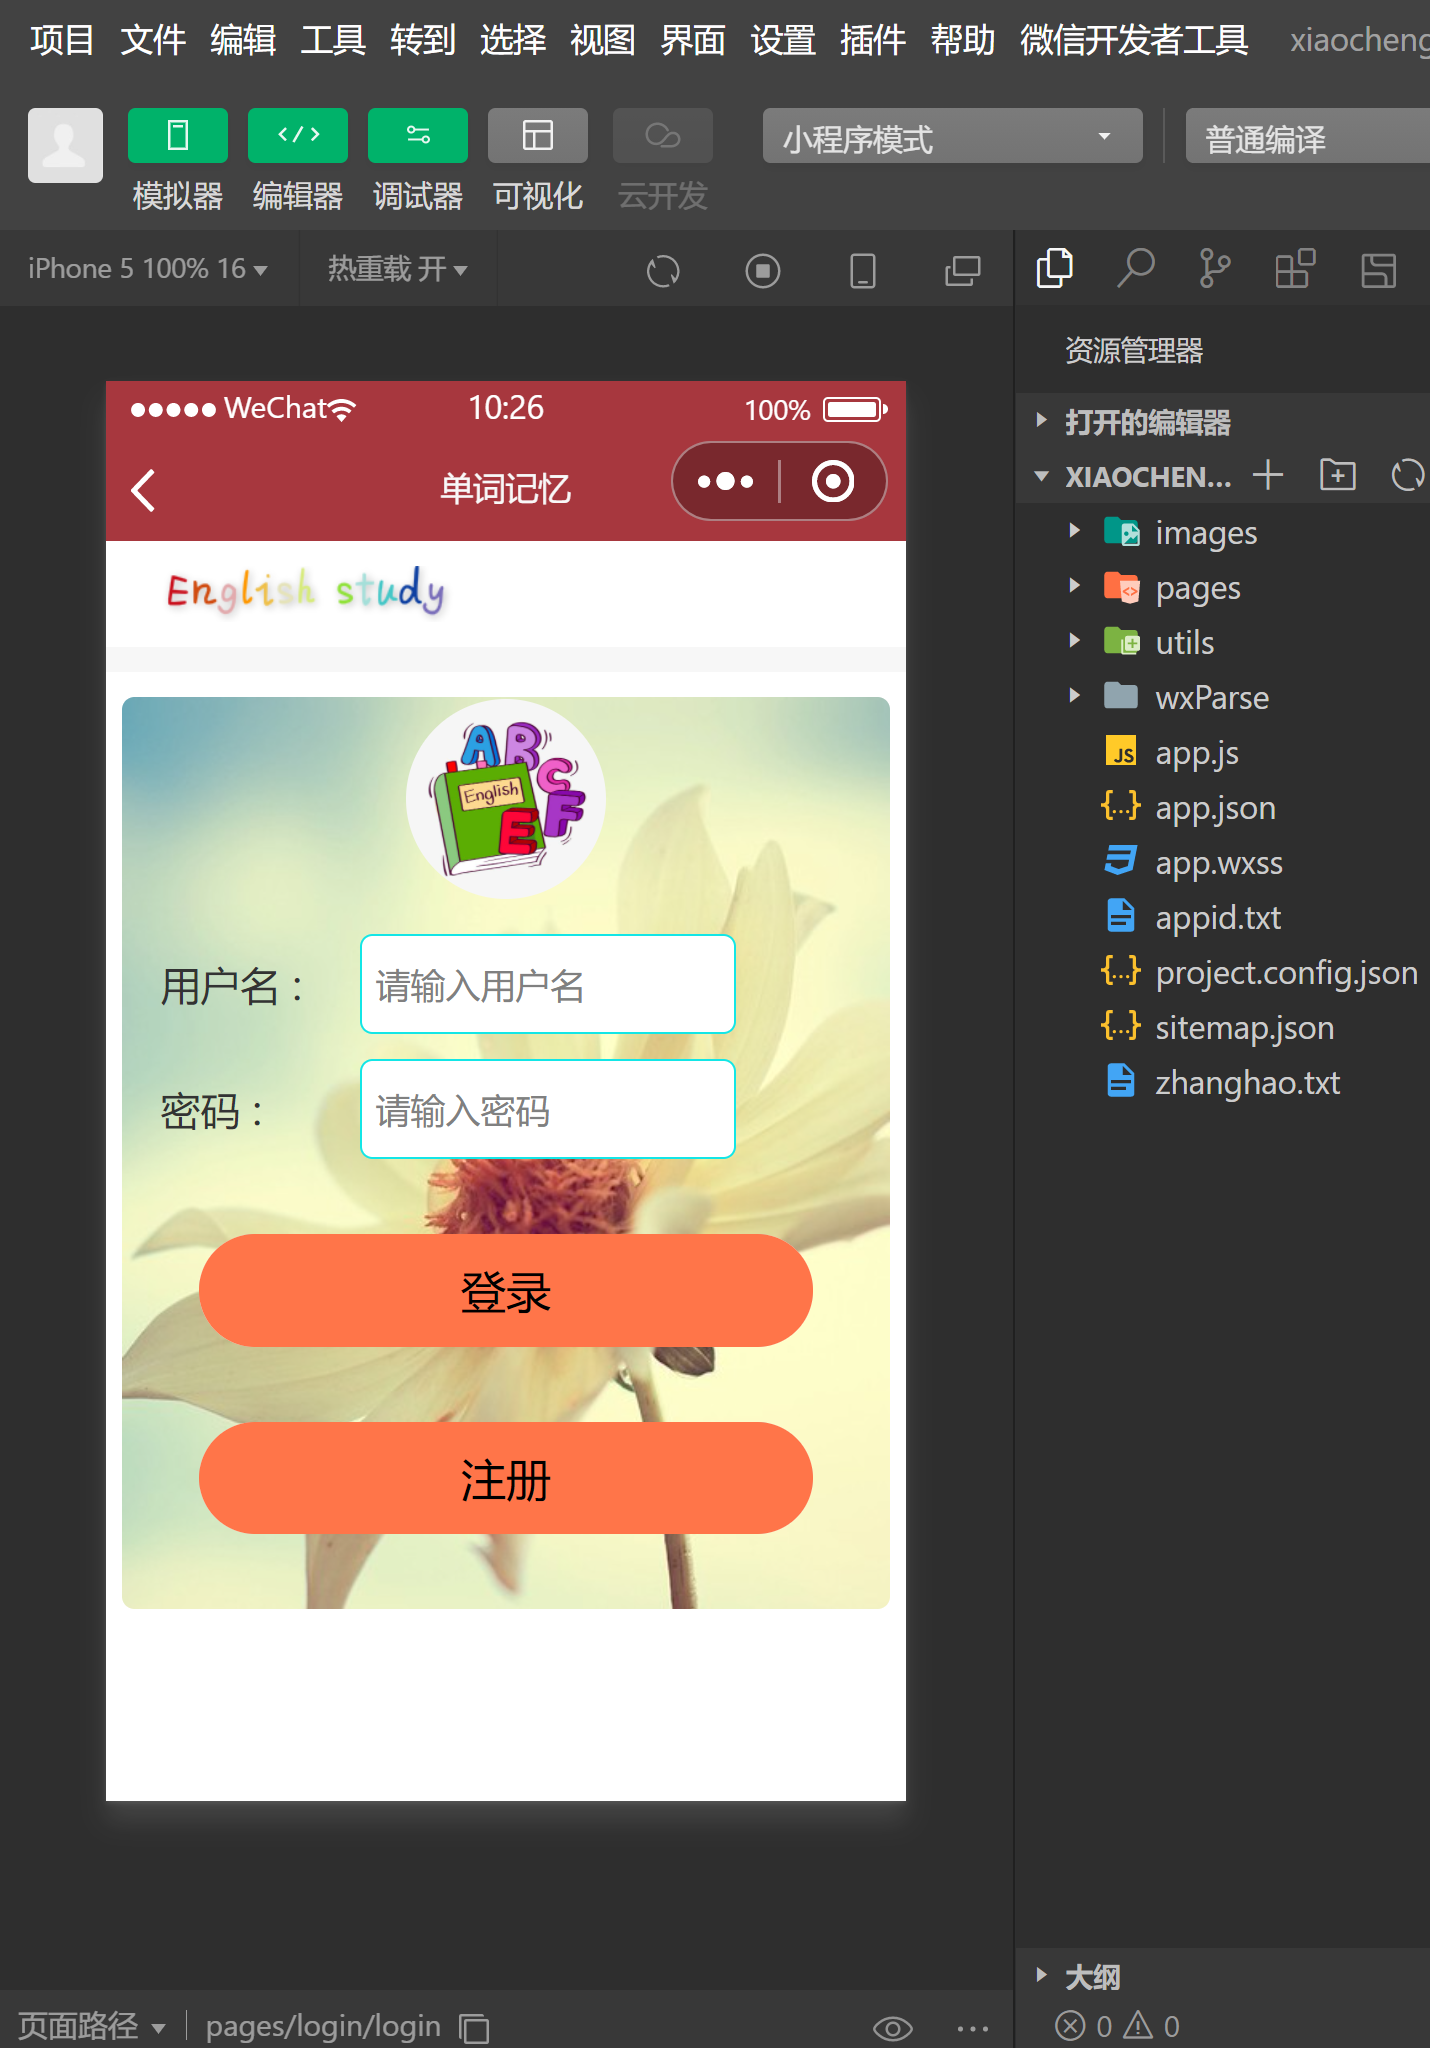 项目 文件 编辑 工具 转到 选择 视图 界面 设置 插件 帮助 微信开发者工具 xiaocheng
模拟器 编辑器 调试器 可视化 云开发 小程序模式 普通编译
iPhone 5 100% 16 热重载 开
资源管理器
打开的编辑器
XIAOCHEN...
images
pages
utils
wxParse
app.js
app.json
app.wxss
appid.txt
project.config.json
sitemap.json
zhanghao.txt
大纲
0 0
WeChat 10:26 100%
单词记忆
English study
A B C
English F
E
用户名： 请输入用户名
密码： 请输入密码
登录
注册
页面路径 pages/login/login